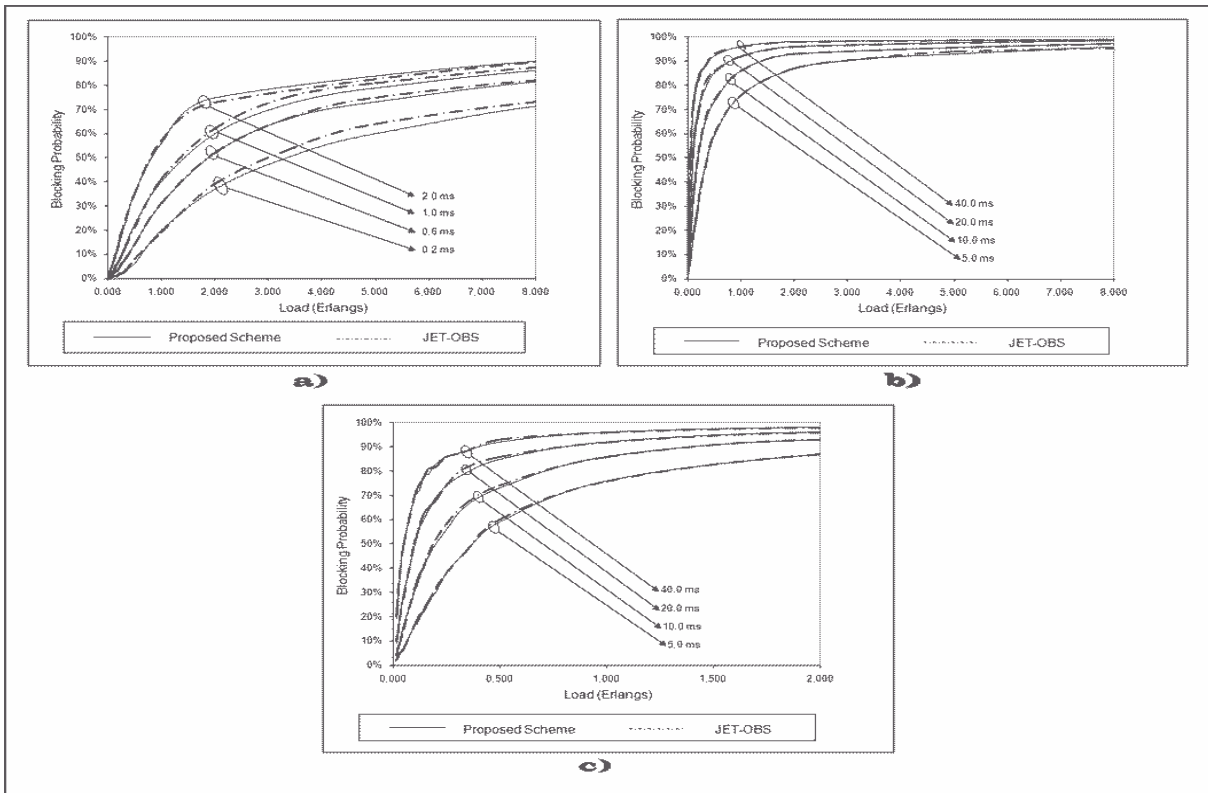 100%
90%
80%
70%
60%
50%
40%
30%
20%
10%
0%
Blocking Probability
2.0 ms
1.0 ms
0.6 ms
0.2 ms
0.000 1.000 2.000 3.000 4.000 5.000 6.000 7.000 8.000
Load (Erlangs)
Proposed Scheme JET-OBS
a)
100%
90%
80%
70%
60%
50%
40%
30%
20%
10%
0%
Blocking Probability
40.0 ms
20.0 ms
10.0 ms
5.0 ms
0.000 1.000 2.000 3.000 4.000 5.000 6.000 7.000 8.000
Load (Erlangs)
Proposed Scheme JET-OBS
b)
100%
90%
80%
70%
60%
50%
40%
30%
20%
10%
0%
Blocking Probability
40.0 ms
20.0 ms
10.0 ms
5.0 ms
0.000 0.500 1.000 1.500 2.000
Load (Erlangs)
Proposed Scheme JET-OBS
c)